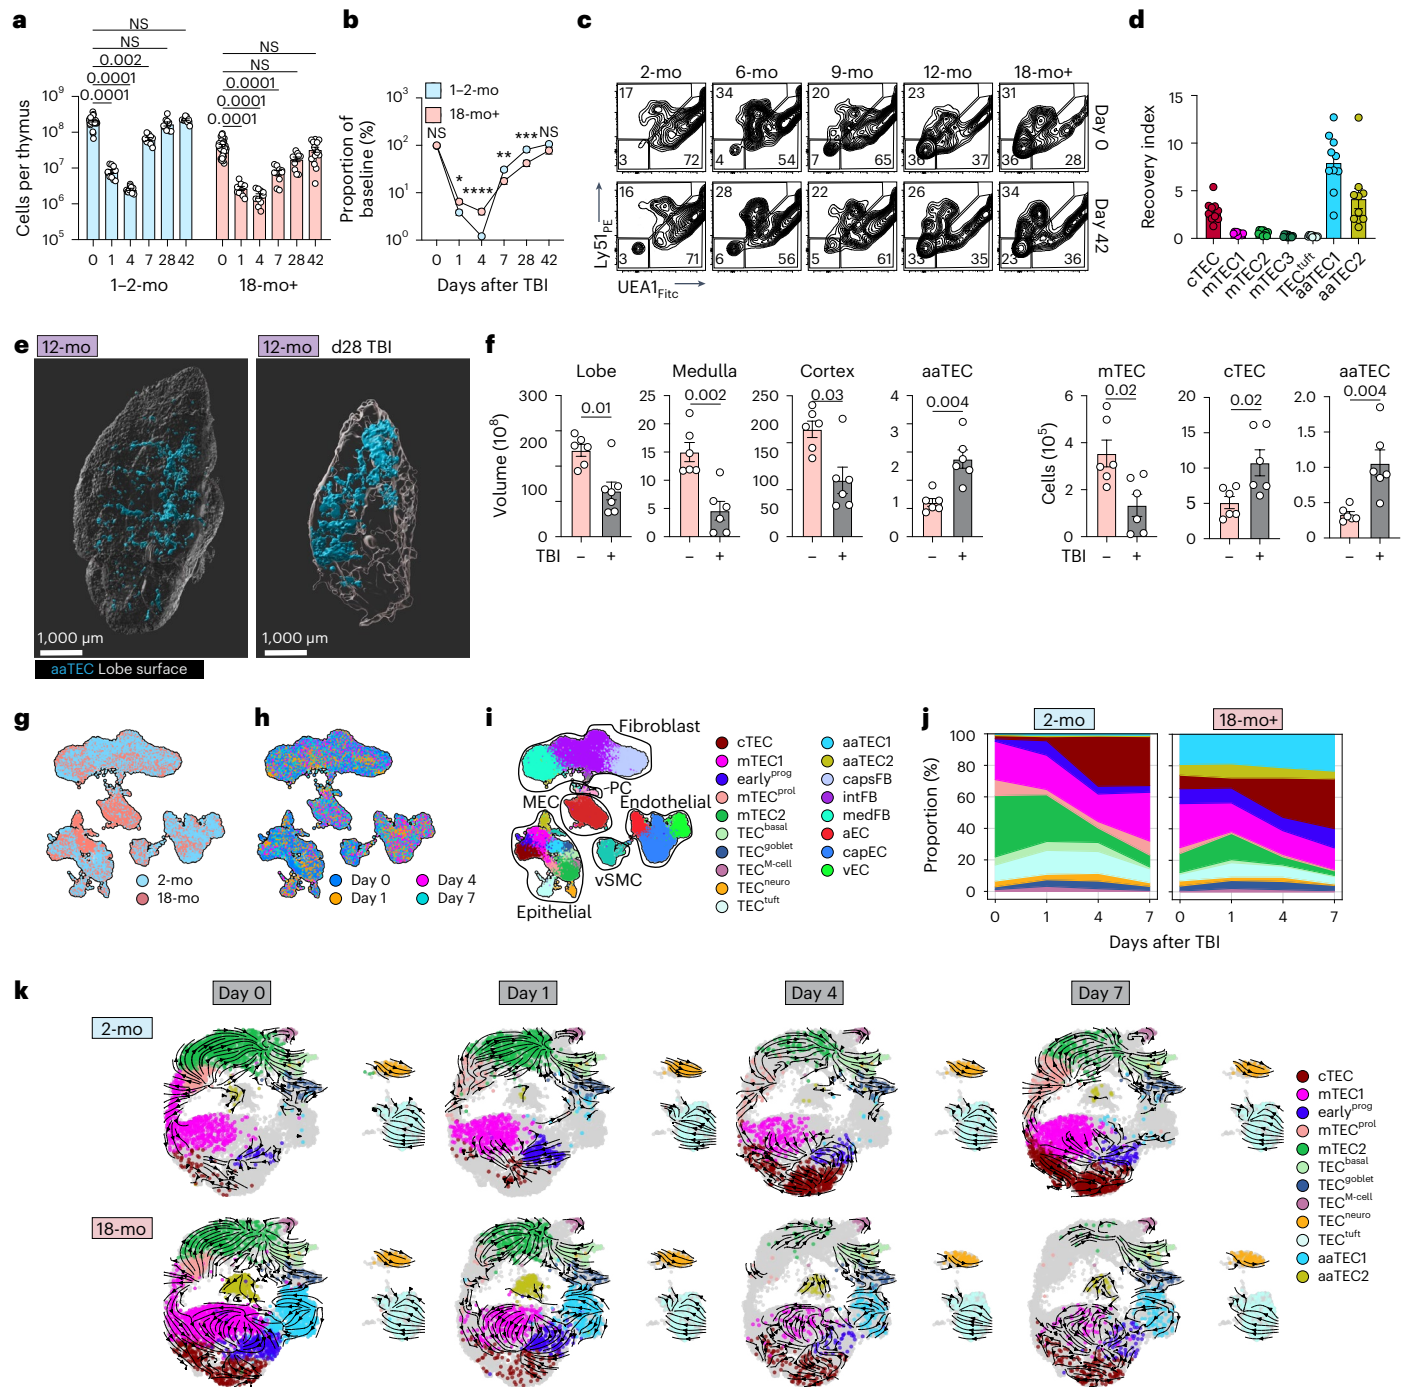 a
NS
NS
0.002
0.0001
0.0001
NS
NS
0.0001
0.0001
0.0001
Cells per thymus
10^9
10^8
10^7
10^6
10^5
0 1 4 7 28 42
0 1 4 7 28 42
1–2-mo
18-mo+
b
1–2-mo
18-mo+
Proportion of
baseline (%)
10^3
10^2
10^1
10^0
NS
*
****
**
***
NS
0 1 4 7 28 42
Days after TBI
c
2-mo 6-mo 9-mo 12-mo 18-mo+
17 3 72
34 4 54
20 7 65
23 36 37
31 36 28
Day 0
16 3 71
28 6 56
22 5 61
26 33 35
34 23 36
Day 42
Ly51PE
UEA1Fitc
d
Recovery index
15
10
5
0
cTEC
mTEC1
mTEC2
mTEC3
TEC^tuft
aaTEC1
aaTEC2
e
12-mo
12-mo d28 TBI
1,000 µm
1,000 µm
aaTEC Lobe surface
f
Lobe
Volume (10^8)
300
200
100
0
0.01
Medulla
25
20
15
10
5
0
0.002
Cortex
250
200
150
100
50
0
0.03
aaTEC
4
3
2
1
0
0.004
TBI – + – + – + – +
mTEC
Cells (10^5)
6
4
2
0
0.02
cTEC
20
15
10
5
0
0.02
aaTEC
2.0
1.5
1.0
0.5
0
0.004
TBI – + – + – +
g
2-mo
18-mo
h
Day 0
Day 1
Day 4
Day 7
i
Fibroblast
PC
MEC
Endothelial
vSMC
Epithelial
cTEC
mTEC1
early^prog
mTEC^prol
mTEC2
TEC^basal
TEC^goblet
TEC^M-cell
TEC^neuro
TEC^tuft
aaTEC1
aaTEC2
capsFB
intFB
medFB
aEC
capEC
vEC
j
2-mo
18-mo+
Proportion (%)
100
80
60
40
20
0
0 1 4 7
0 1 4 7
Days after TBI
k
Day 0
Day 1
Day 4
Day 7
2-mo
18-mo
cTEC
mTEC1
early^prog
mTEC^prol
mTEC2
TEC^basal
TEC^goblet
TEC^M-cell
TEC^neuro
TEC^tuft
aaTEC1
aaTEC2